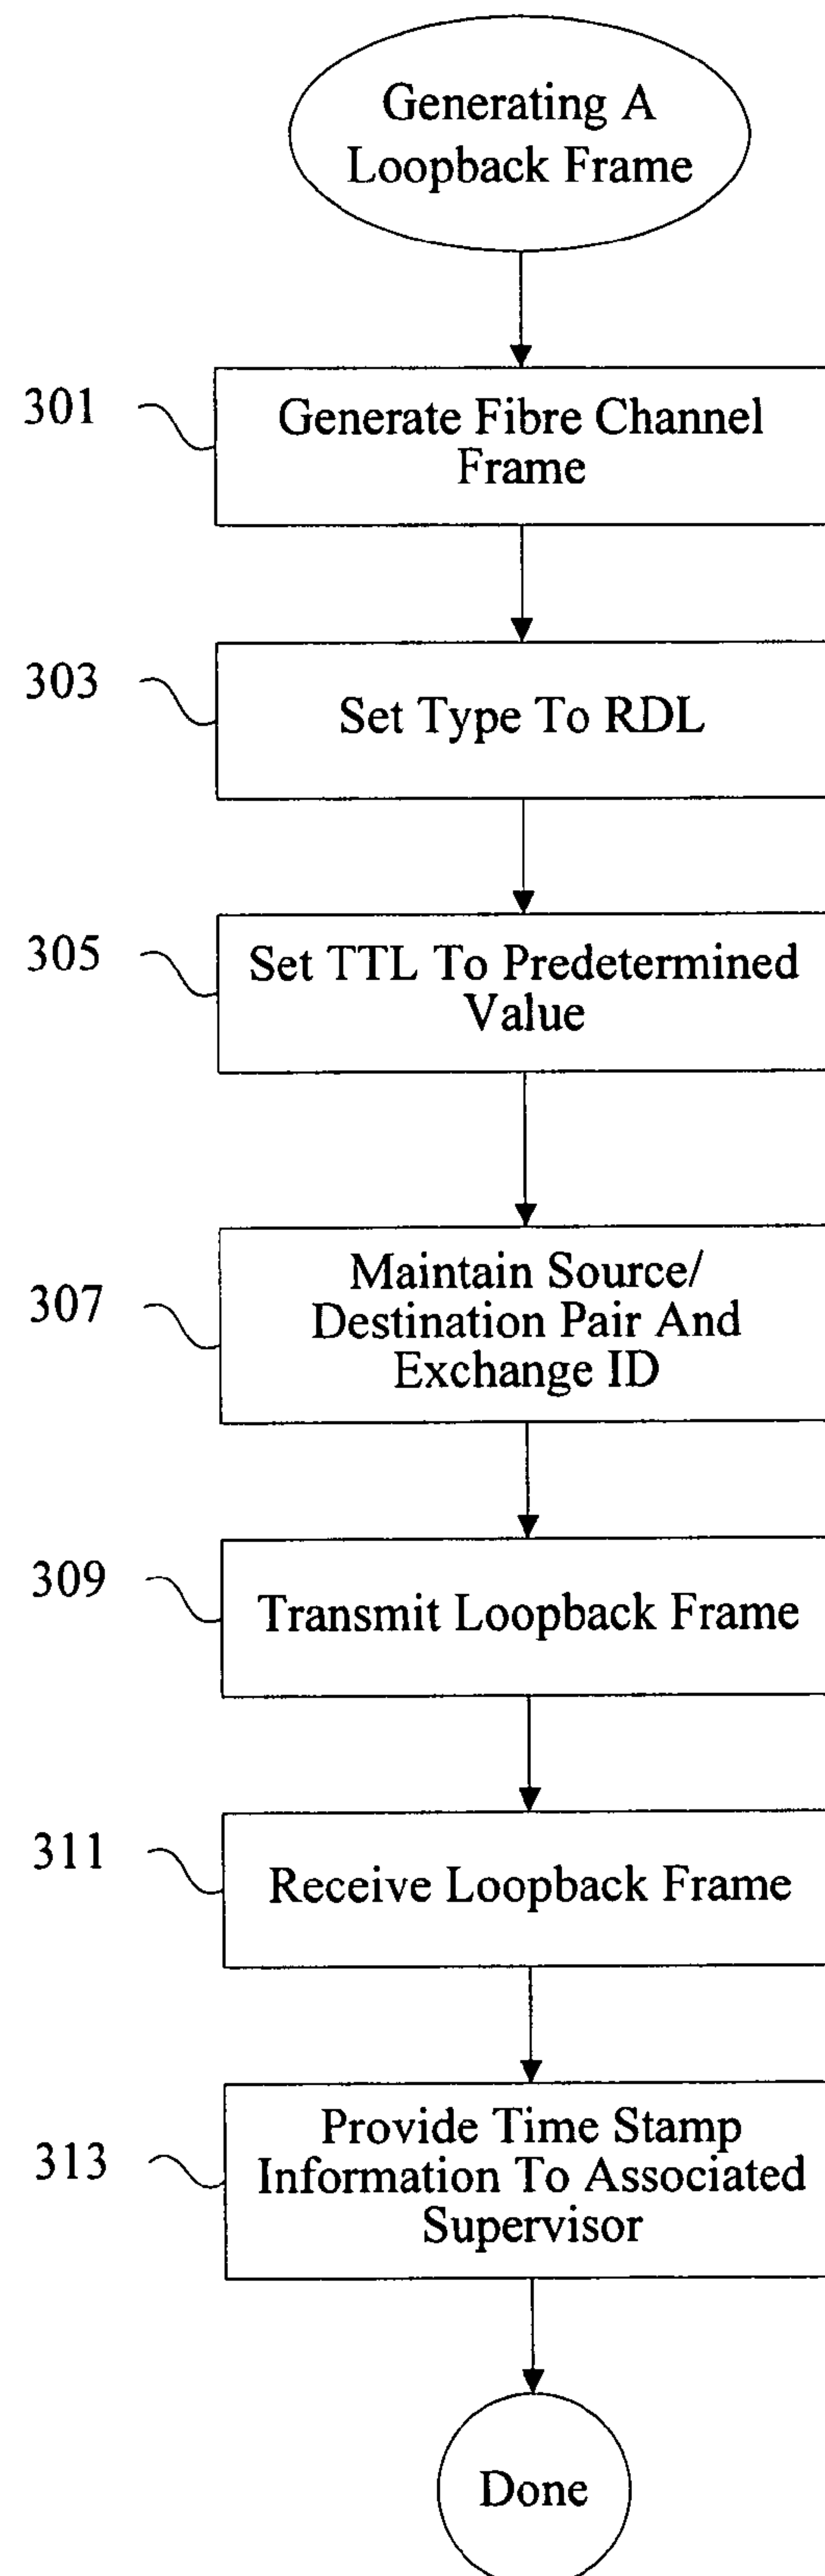 Generating A
Loopback Frame
301
Generate Fibre Channel
Frame
303
Set Type To RDL
305
Set TTL To Predetermined
Value
307
Maintain Source/
Destination Pair And
Exchange ID
309
Transmit Loopback Frame
311
Receive Loopback Frame
313
Provide Time Stamp
Information To Associated
Supervisor
Done